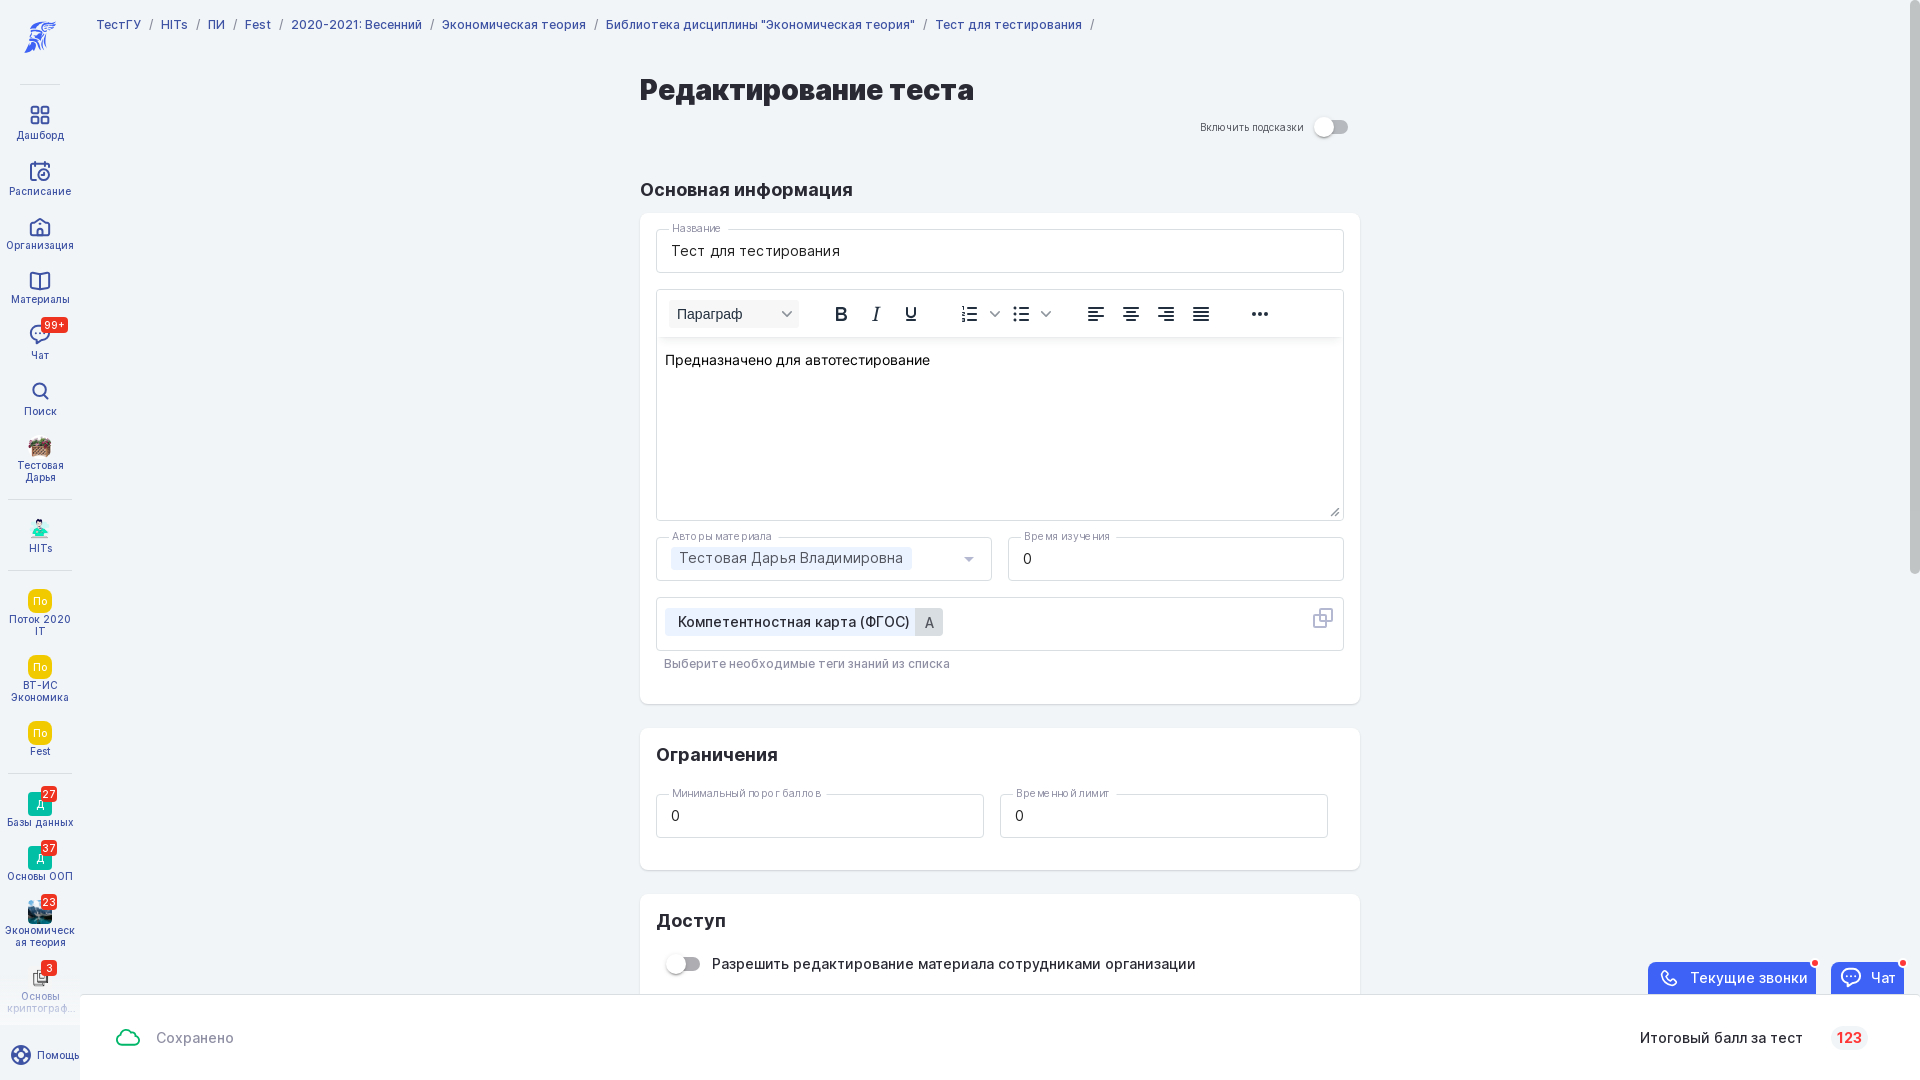 ТестГУ / HITs / ПИ / Fest / 2020-2021: Весенний / Экономическая теория / Библиотека дисциплины "Экономическая теория" / Тест для тестирования /
Дашборд
Расписание
Организация
Материалы
99+
Чат
Поиск
Тестовая
Дарья
HITs
По
Поток 2020
IT
По
ВТ-ИС
Экономика
По
Fest
27
Д
Базы данных
37
Д
Основы ООП
23
Экономическ
ая теория
3
Основы
криптограф...
Помощь
Редактирование теста
Включить подсказки
Основная информация
Название
Тест для тестирования
Параграф
Предназначено для автотестирование
Авторы материала
Тестовая Дарья Владимировна
Время изучения
0
Компетентностная карта (ФГОС) А
Выберите необходимые теги знаний из списка
Ограничения
Минимальный порог баллов
0
Временной лимит
0
Доступ
Разрешить редактирование материала сотрудниками организации
Текущие звонки
Чат
Сохранено
Итоговый балл за тест 123